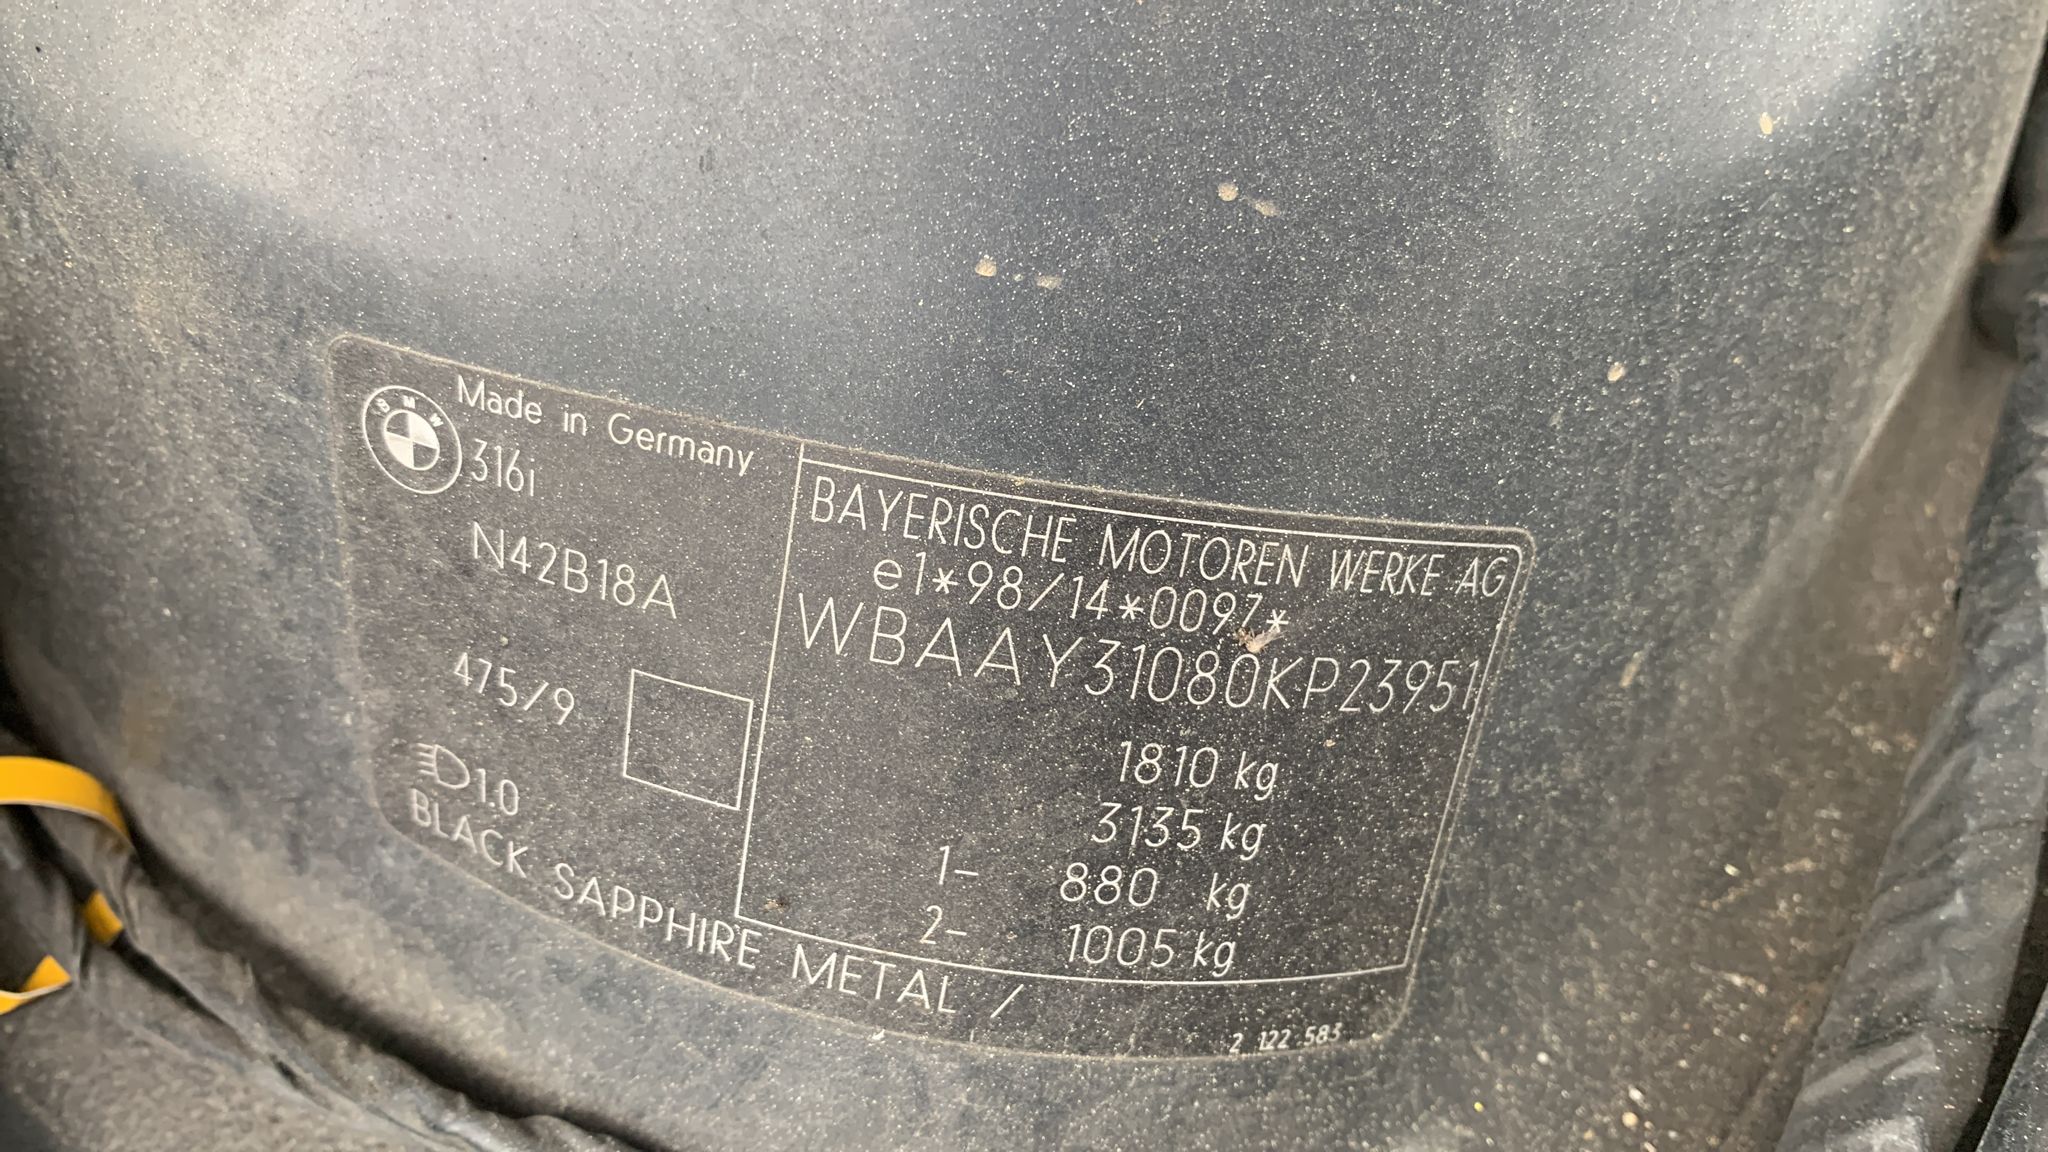 BMW
Made in Germany
316i
N42B18A
475/9
1.0
BLACK SAPPHIRE METAL /
BAYERISCHE MOTOREN WERKE AG
e1*98/14*0097*
WBAAY31080KP23951
1810 kg
3135 kg
1- 880 kg
2- 1005 kg
2 122 583